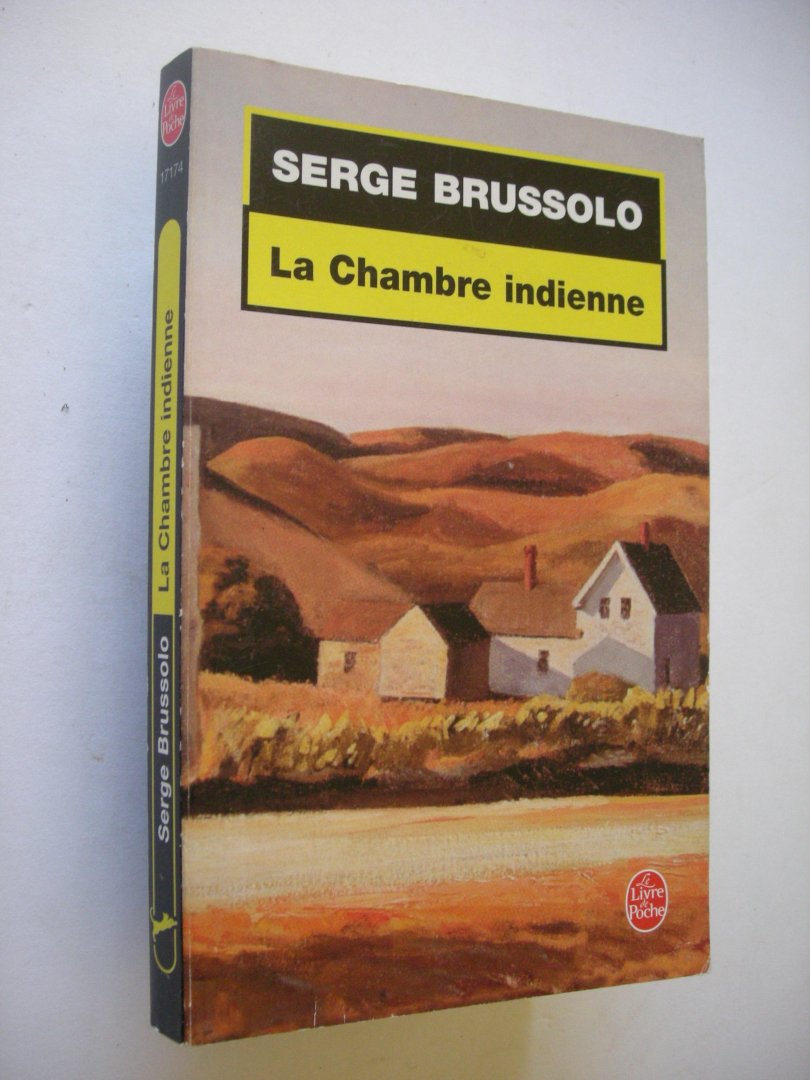 SERGE BRUSSOLO
La Chambre indienne
Le
Livre
de
Poche
Le
Livre
de
Poche
17174
Serge Brussolo
La Chambre indienne